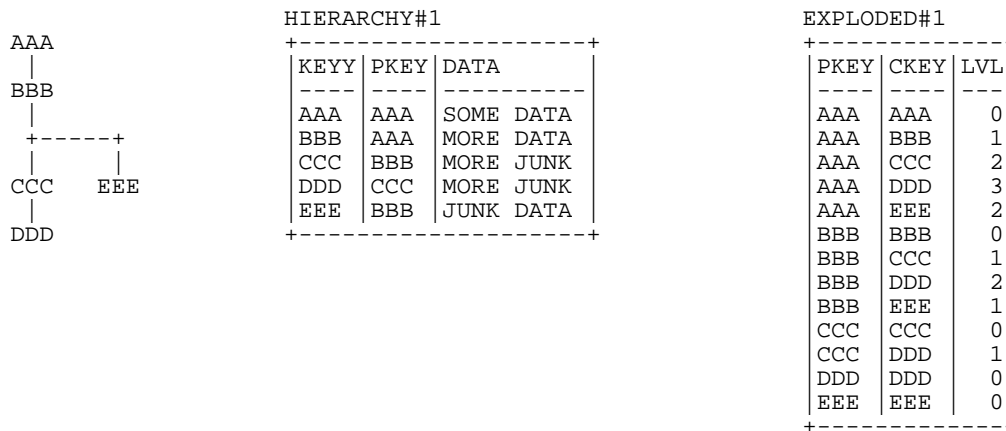 HIERARCHY#1 EXPLODED#1
AAA +---------------------+ +--------------
| |KEYY|PKEY|DATA | |PKEY|CKEY|LVL
BBB |----|----|----------| |----|----|---
| |AAA |AAA |SOME DATA | |AAA |AAA | 0
+-----+ |BBB |AAA |MORE DATA | |AAA |BBB | 1
| | |CCC |BBB |MORE JUNK | |AAA |CCC | 2
CCC EEE |DDD |CCC |MORE JUNK | |AAA |DDD | 3
| |EEE |BBB |JUNK DATA | |AAA |EEE | 2
DDD +---------------------+ |BBB |BBB | 0
|BBB |CCC | 1
|BBB |DDD | 2
|BBB |EEE | 1
|CCC |CCC | 0
|CCC |DDD | 1
|DDD |DDD | 0
|EEE |EEE | 0
+--------------